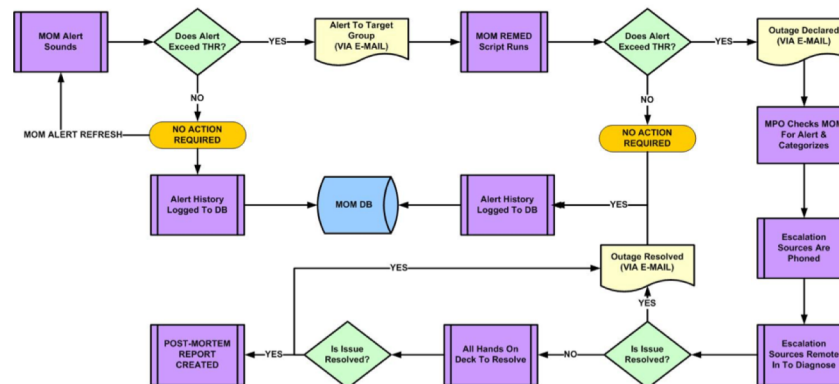 MOM Alert
Sounds
Does Alert
Exceed THR?
YES
Alert To Target
Group
(VIA E-MAIL)
MOM REMED
Script Runs
Does Alert
Exceed THR?
YES
Outage Declared
(VIA E-MAIL)
NO
NO
MOM ALERT REFRESH
NO ACTION
REQUIRED
NO ACTION
REQUIRED
MPO Checks MOM
For Alert &
Categorizes
Alert History
Logged To DB
MOM DB
Alert History
Logged To DB
YES
Escalation
Sources Are
Phoned
YES
Outage Resolved
(VIA E-MAIL)
YES
POST-MORTEM
REPORT
CREATED
YES
Is Issue
Resolved?
All Hands On
Deck To Resolve
NO
Is Issue
Resolved?
Escalation
Sources Remote
In To Diagnose